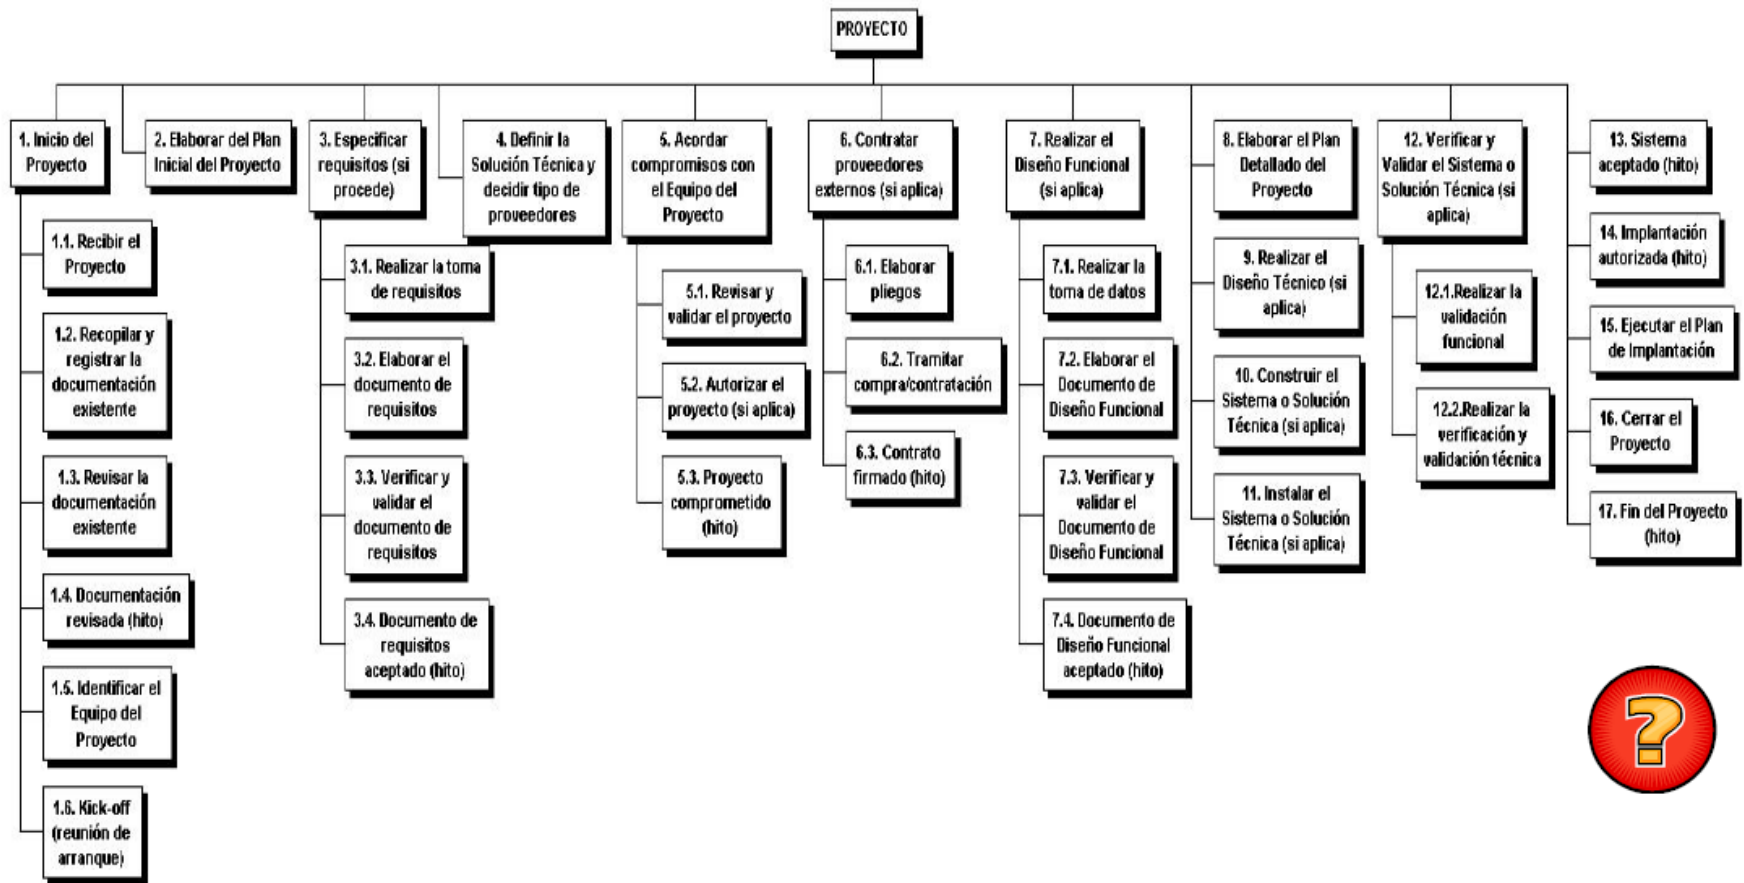 PROYECTO
1. Inicio del
Proyecto
1.1. Recibir el
Proyecto
1.2. Recopilar y
registrar la
documentación
existente
1.3. Revisar la
documentación
existente
1.4. Documentación
revisada (hito)
1.5. Identificar el
Equipo del
Proyecto
1.6. Kick-off
(reunión de
arranque)
2. Elaborar del Plan
Inicial del Proyecto
3. Especificar
requisitos (si
procede)
3.1. Realizar la toma
de requisitos
3.2. Elaborar el
documento de
requisitos
3.3. Verificar y
validar el
documento de
requisitos
3.4. Documento de
requisitos
aceptado (hito)
4. Definir la
Solución Técnica y
decidir tipo de
proveedores
5. Acordar
compromisos con
el Equipo del
Proyecto
5.1. Revisar y
validar el proyecto
5.2. Autorizar el
proyecto (si aplica)
5.3. Proyecto
comprometido
(hito)
6. Contratar
proveedores
externos (si aplica)
6.1. Elaborar
pliegos
6.2. Tramitar
compra/contratación
6.3. Contrato
firmado (hito)
7. Realizar el
Diseño Funcional
(si aplica)
7.1. Realizar la
toma de datos
7.2. Elaborar el
Documento de
Diseño Funcional
7.3. Verificar y
validar el
Documento de
Diseño Funcional
7.4. Documento de
Diseño Funcional
aceptado (hito)
8. Elaborar el Plan
Detallado del
Proyecto
9. Realizar el
Diseño Técnico (si
aplica)
10. Construir el
Sistema o Solución
Técnica (si aplica)
11. Instalar el
Sistema o Solución
Técnica (si aplica)
12. Verificar y
Validar el Sistema o
Solución Técnica (si
aplica)
12.1.Realizar la
validación
funcional
12.2.Realizar la
verificación y
validación técnica
13. Sistema
aceptado (hito)
14. Implantación
autorizada (hito)
15. Ejecutar el Plan
de Implantación
16. Cerrar el
Proyecto
17. Fin del Proyecto
(hito)
?